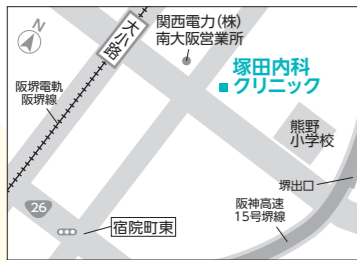 N
関西電力(株)
南大阪営業所
大小路
塚田内科
クリニック
阪堺電軌
阪堺線
熊野
小学校
堺出口
26
宿院町東
阪神高速
15号堺線